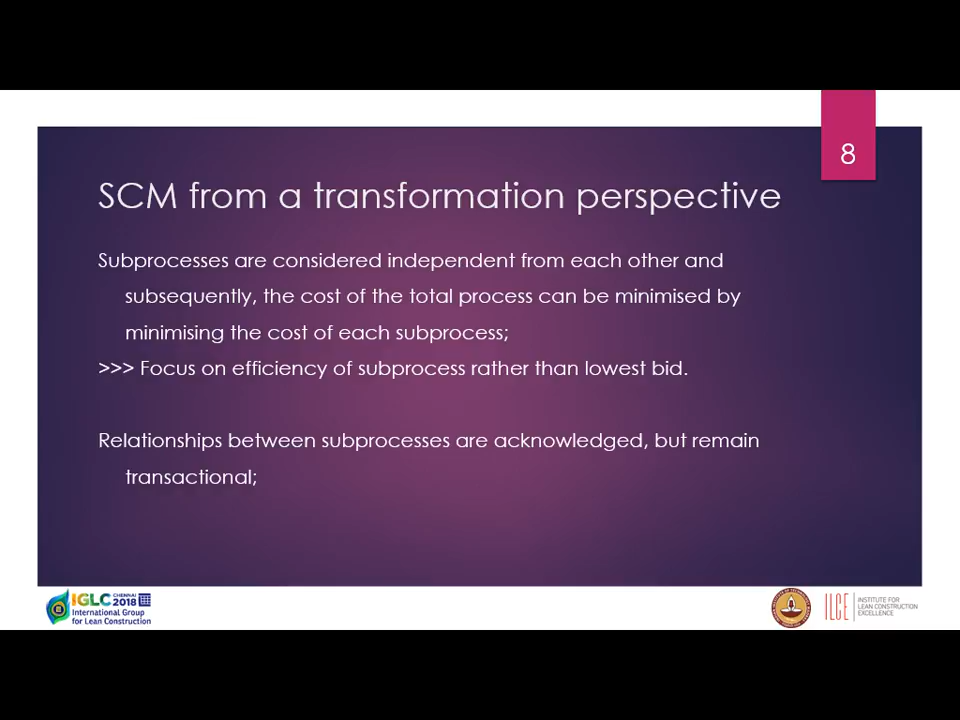 8
SCM from a transformation perspective
Subprocesses are considered independent from each other and
subsequently, the cost of the total process can be minimised by
minimising the cost of each subprocess;
>>> Focus on efficiency of subprocess rather than lowest bid.
Relationships between subprocesses are acknowledged, but remain
transactional;
IGLC CHENNAI 2018
International Group
for Lean Construction
ILCE INSTITUTE FOR
LEAN CONSTRUCTION
EXCELLENCE